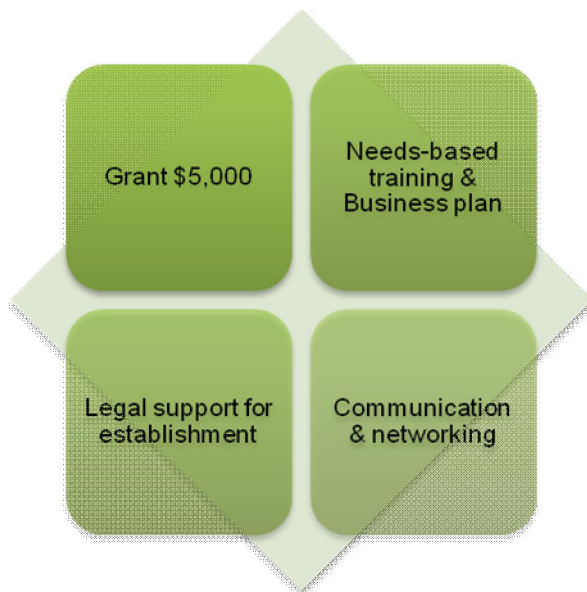 Grant $5,000
Needs-based
training &
Business plan
Legal support for
establishment
Communication
& networking